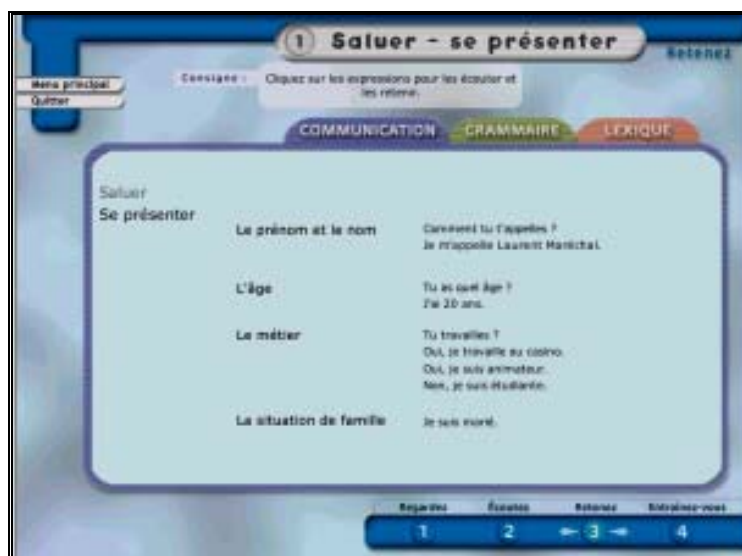 1 Saluer - se présenter
Retenez
Menu principal
Quitter
Consigne :
Cliquez sur les expressions pour les écouter et
les retenir.
COMMUNICATION
GRAMMAIRE
LEXIQUE
Saluer
Se présenter
Le prénom et le nom
Comment tu t'appelles ?
Je m'appelle Laurent Maréchal.
L'âge
Tu as quel âge ?
J'ai 20 ans.
Le métier
Tu travailles ?
Oui, je travaille au casino.
Oui, je suis animateur.
Non, je suis étudiante.
La situation de famille
Je suis marié.
Regardez
Écoutez
Retenez
Entraînez-vous
1
2
3
4